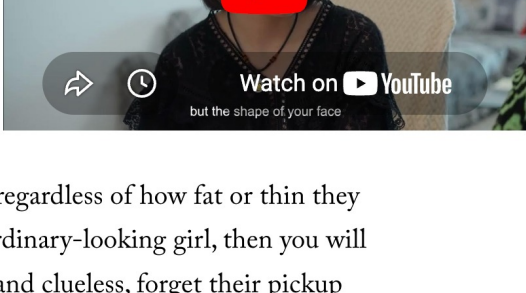 Watch on YouTube
but the shape of your face
regardless of how fat or thin they
rdinary-looking girl, then you will
and clueless, forget their pickup